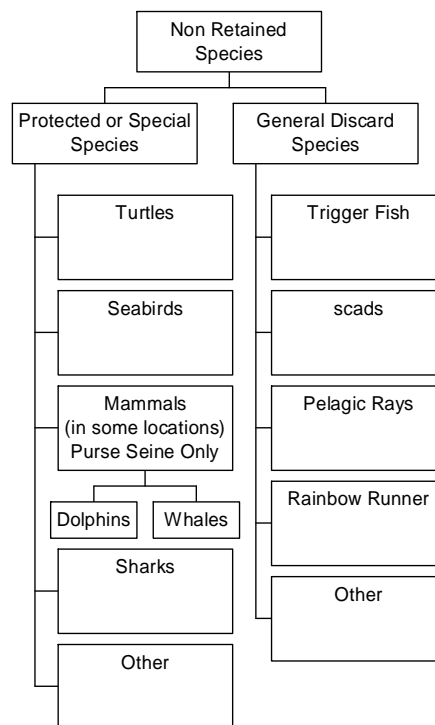 Non Retained
Species
Protected or Special
Species
General Discard
Species
Turtles
Seabirds
Mammals
(in some locations)
Purse Seine Only
Dolphins
Whales
Sharks
Other
Trigger Fish
scads
Pelagic Rays
Rainbow Runner
Other